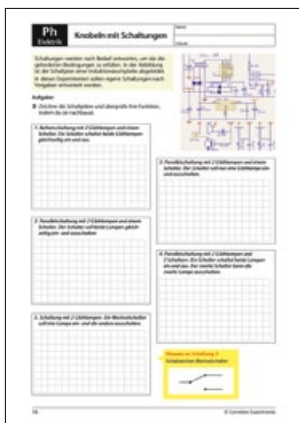 Ph
Elektrik
Knobeln mit Schaltungen
Name:
Datum:
Schaltungen werden nach Bedarf entworfen, um die
geforderten Bedingungen zu erfüllen. In der Abbildung
ist der Schaltplan einer Induktionskochplatte abgebildet.
In diesen Experimenten sollen eigene Schaltungen nach
Vorgaben entwickelt werden.
Aufgabe:
Zeichne die Schaltpläne und überprüfe ihre Funktion,
indem du sie nachbaust.
1. Reihenschaltung mit 2 Glühlampen und einem
Schalter. Der Schalter schaltet beide Glühlampen
gleichzeitig ein und aus.
2. Parallelschaltung mit 2 Glühlampen und einem
Schalter. Der Schalter soll nur eine Glühlampe ein-
und ausschalten.
3. Parallelschaltung mit 2 Glühlampen und einem
Schalter. Der Schalter soll beide Lampen gleich-
zeitig ein- und ausschalten.
4. Parallelschaltung mit 2 Glühlampen und
2 Schaltern. Ein Schalter schaltet beide Lampen
ein und aus. Der zweite Schalter kann die
zweite Lampe ausschalten.
5. Schaltung mit 2 Glühlampen. Ein Wechselschalter
soll eine Lampe ein- und die andere ausschalten.
Hinweis zu Schaltung 5
Schaltzeichen Wechselschalter:
16
© Cornelsen Experimenta